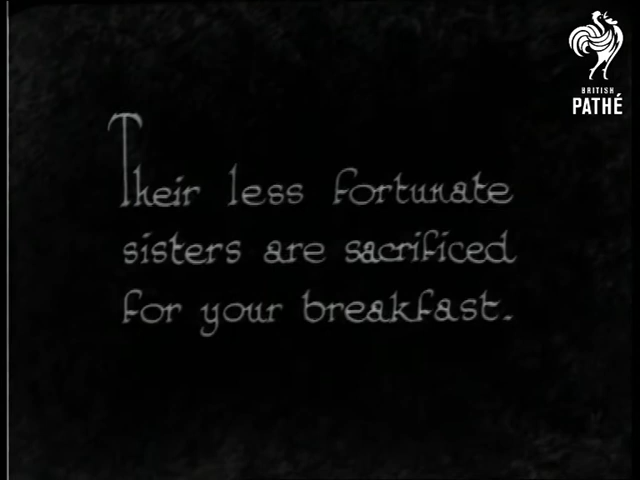 BRITISH
PATHÉ
Their less fortunate
sisters are sacrificed
for your breakfast.